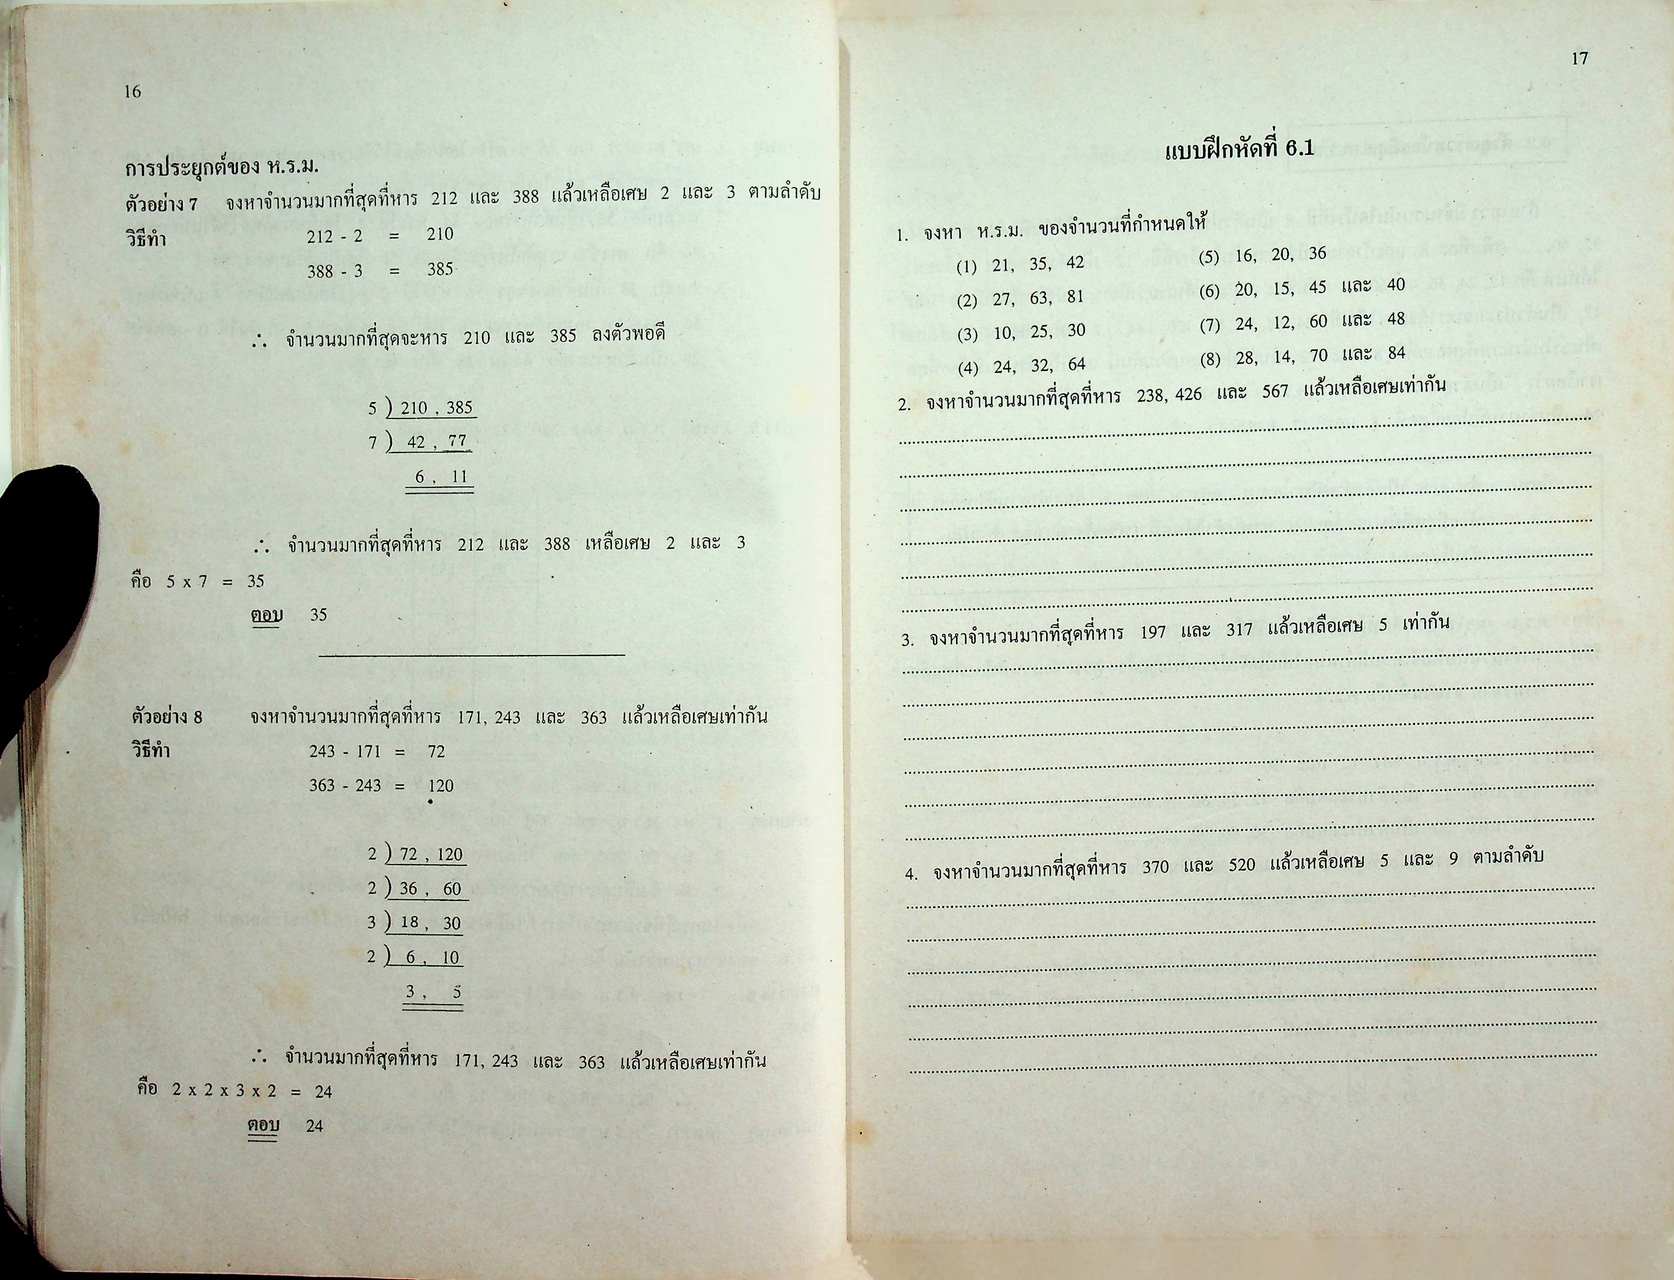 16
การประยุกต์ของ ห.ร.ม.
ตัวอย่าง 7 จงหาจำนวนมากที่สุดที่หาร 212 และ 388 แล้วเหลือเศษ 2 และ 3 ตามลำดับ
วิธีทำ 212 - 2 = 210
388 - 3 = 385
∴ จำนวนมากที่สุดจะหาร 210 และ 385 ลงตัวพอดี
5 ) 210 , 385
7 ) 42 , 77
6 , 11
∴ จำนวนมากที่สุดที่หาร 212 และ 388 เหลือเศษ 2 และ 3
คือ 5 x 7 = 35
ตอบ 35
ตัวอย่าง 8 จงหาจำนวนมากที่สุดที่หาร 171, 243 และ 363 แล้วเหลือเศษเท่ากัน
วิธีทำ 243 - 171 = 72
363 - 243 = 120
2 ) 72 , 120
2 ) 36 , 60
3 ) 18 , 30
2 ) 6 , 10
3 , 5
∴ จำนวนมากที่สุดที่หาร 171, 243 และ 363 แล้วเหลือเศษเท่ากัน
คือ 2 x 2 x 3 x 2 = 24
ตอบ 24
17
แบบฝึกหัดที่ 6.1
1. จงหา ห.ร.ม. ของจำนวนที่กำหนดให้
(1) 21, 35, 42 (5) 16, 20, 36
(2) 27, 63, 81 (6) 20, 15, 45 และ 40
(3) 10, 25, 30 (7) 24, 12, 60 และ 48
(4) 24, 32, 64 (8) 28, 14, 70 และ 84
2. จงหาจำนวนมากที่สุดที่หาร 238, 426 และ 567 แล้วเหลือเศษเท่ากัน
3. จงหาจำนวนมากที่สุดที่หาร 197 และ 317 แล้วเหลือเศษ 5 เท่ากัน
4. จงหาจำนวนมากที่สุดที่หาร 370 และ 520 แล้วเหลือเศษ 5 และ 9 ตามลำดับ